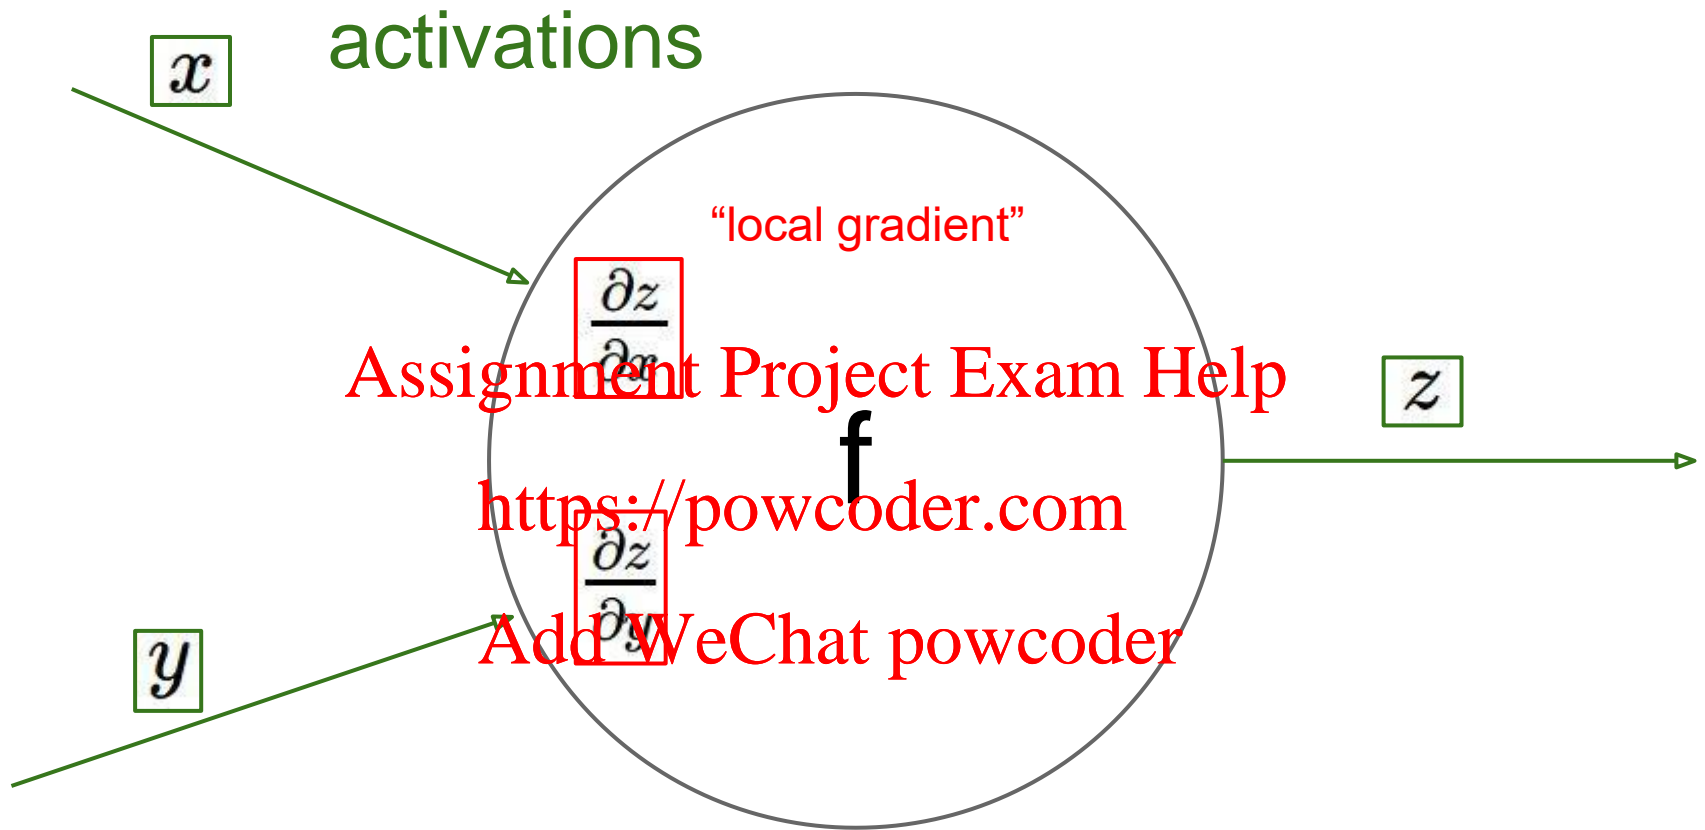 activations
x
“local gradient”
∂z
∂x
Assignment Project Exam Help
z
f
https://powcoder.com
∂z
∂y
Add WeChat powcoder
y